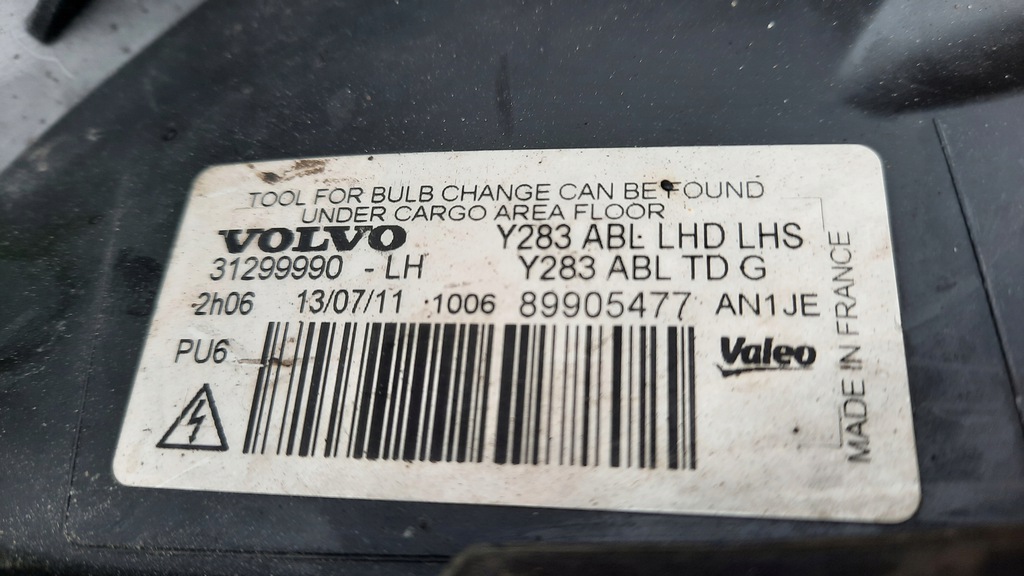 TOOL FOR BULB CHANGE CAN BE FOUND
UNDER CARGO AREA FLOOR
VOLVO Y283 ABL LHD LHS
31299990 - LH Y283 ABL TD G
2h06 13/07/11 1006 89905477 AN1JE
PU6
Valeo
MADE IN FRANCE